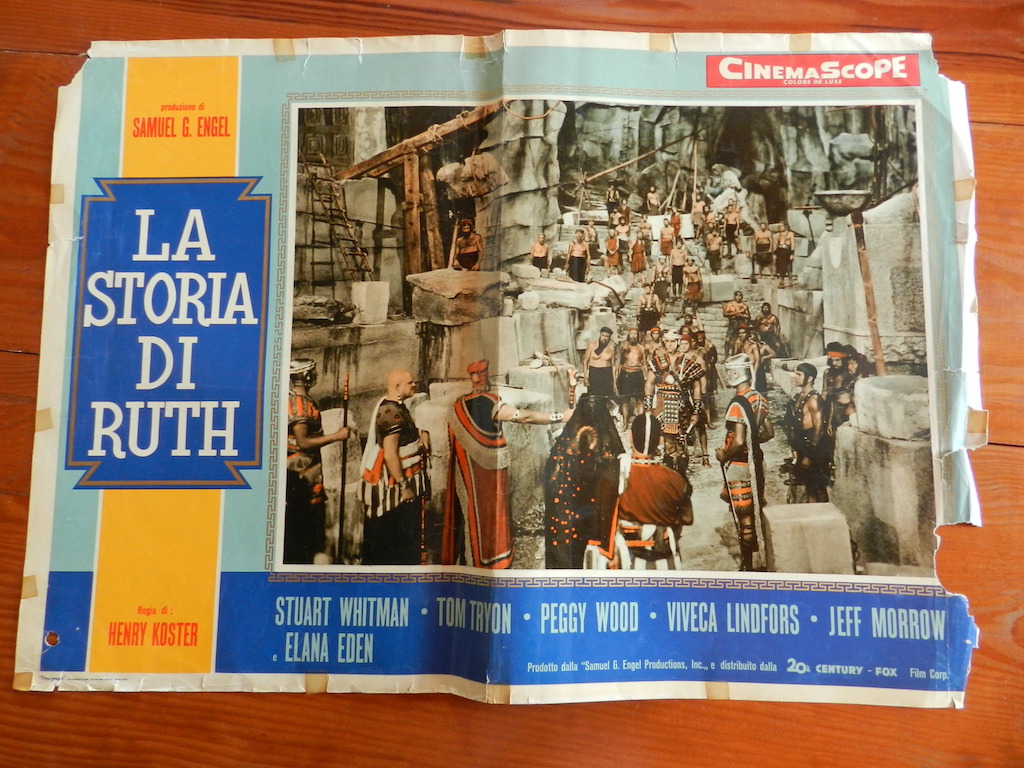 CINEMASCOPE
COLORE DE LUXE
produzione di
SAMUEL G. ENGEL
LA
STORIA
DI
RUTH
Regia di :
HENRY KOSTER
STUART WHITMAN • TOM TRYON • PEGGY WOOD • VIVECA LINDFORS • JEFF MORROW
e ELANA EDEN
Prodotto dalla "Samuel G. Engel Productions, Inc., e distribuito dalla 20th CENTURY - FOX Film Corp.